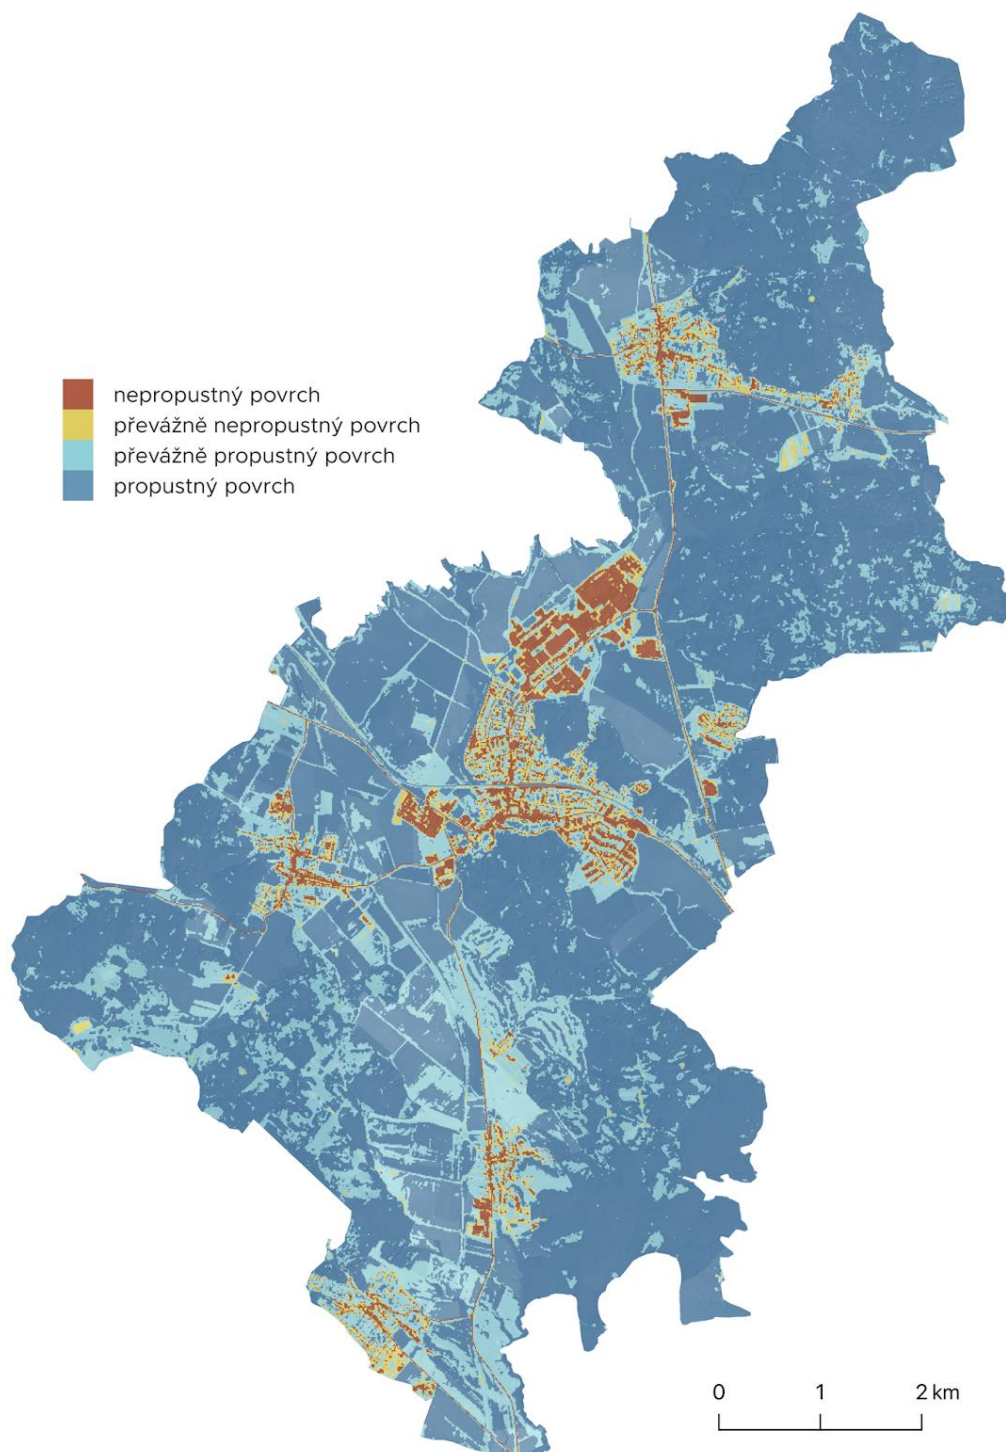 nepropustný povrch
převážně nepropustný povrch
převážně propustný povrch
propustný povrch
0 1 2 km